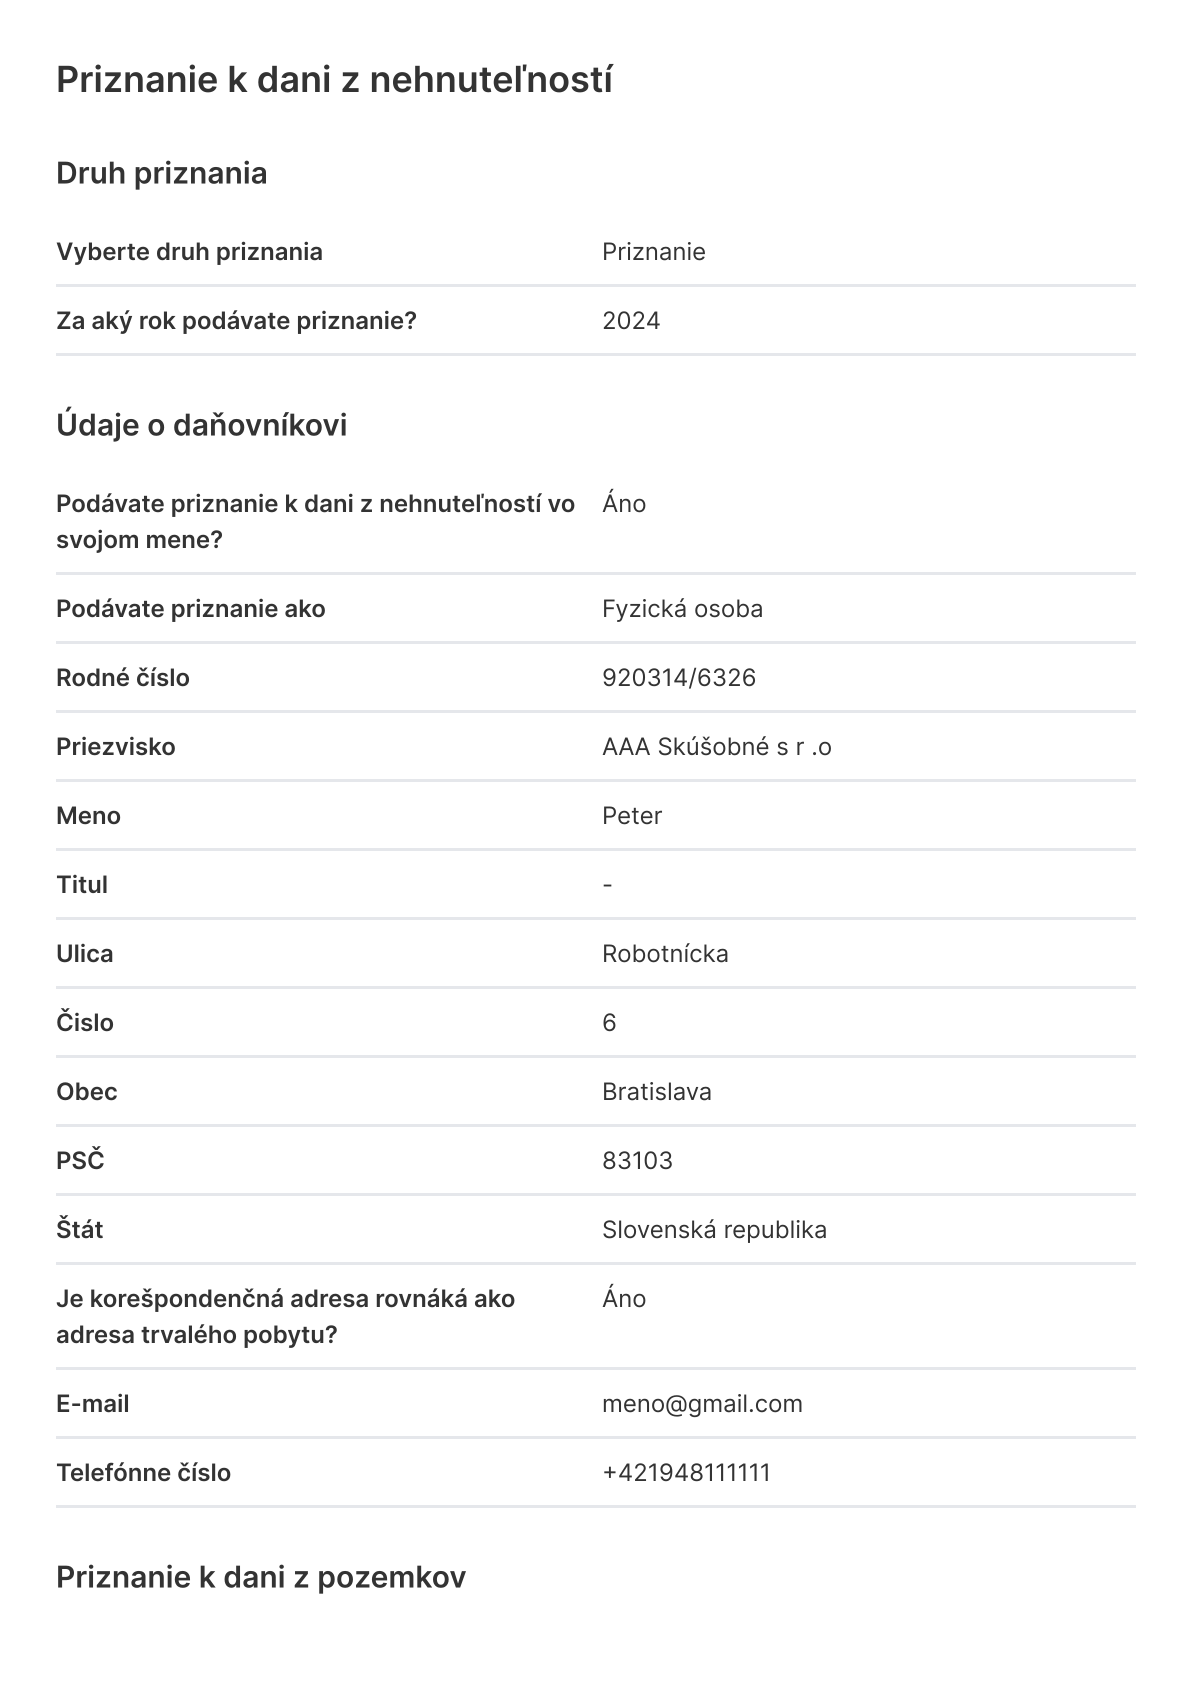 Priznanie k dani z nehnuteľností
Druh priznania
Vyberte druh priznania Priznanie
Za aký rok podávate priznanie? 2024
Údaje o daňovníkovi
Podávate priznanie k dani z nehnuteľností vo Áno
svojom mene?
Podávate priznanie ako Fyzická osoba
Rodné číslo 920314/6326
Priezvisko AAA Skúšobné s r .o
Meno Peter
Titul -
Ulica Robotnícka
Čislo 6
Obec Bratislava
PSČ 83103
Štát Slovenská republika
Je korešpondenčná adresa rovnáká ako Áno
adresa trvalého pobytu?
E-mail meno@gmail.com
Telefónne číslo +421948111111
Priznanie k dani z pozemkov